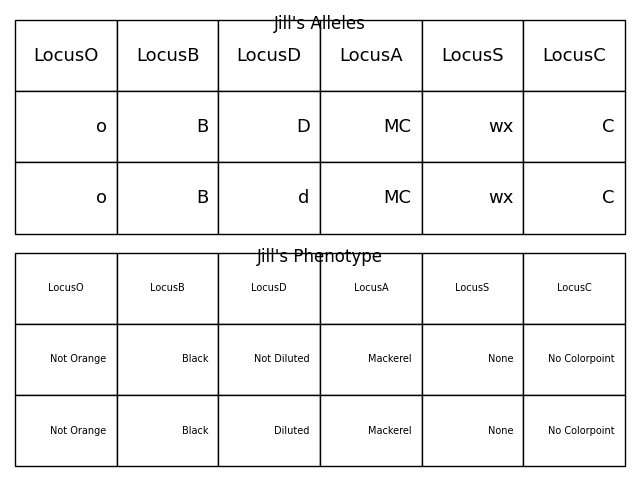 Jill's Alleles
LocusO LocusB LocusD LocusA LocusS LocusC
o B D MC wx C
o B d MC wx C
Jill's Phenotype
LocusO LocusB LocusD LocusA LocusS LocusC
Not Orange Black Not Diluted Mackerel None No Colorpoint
Not Orange Black Diluted Mackerel None No Colorpoint